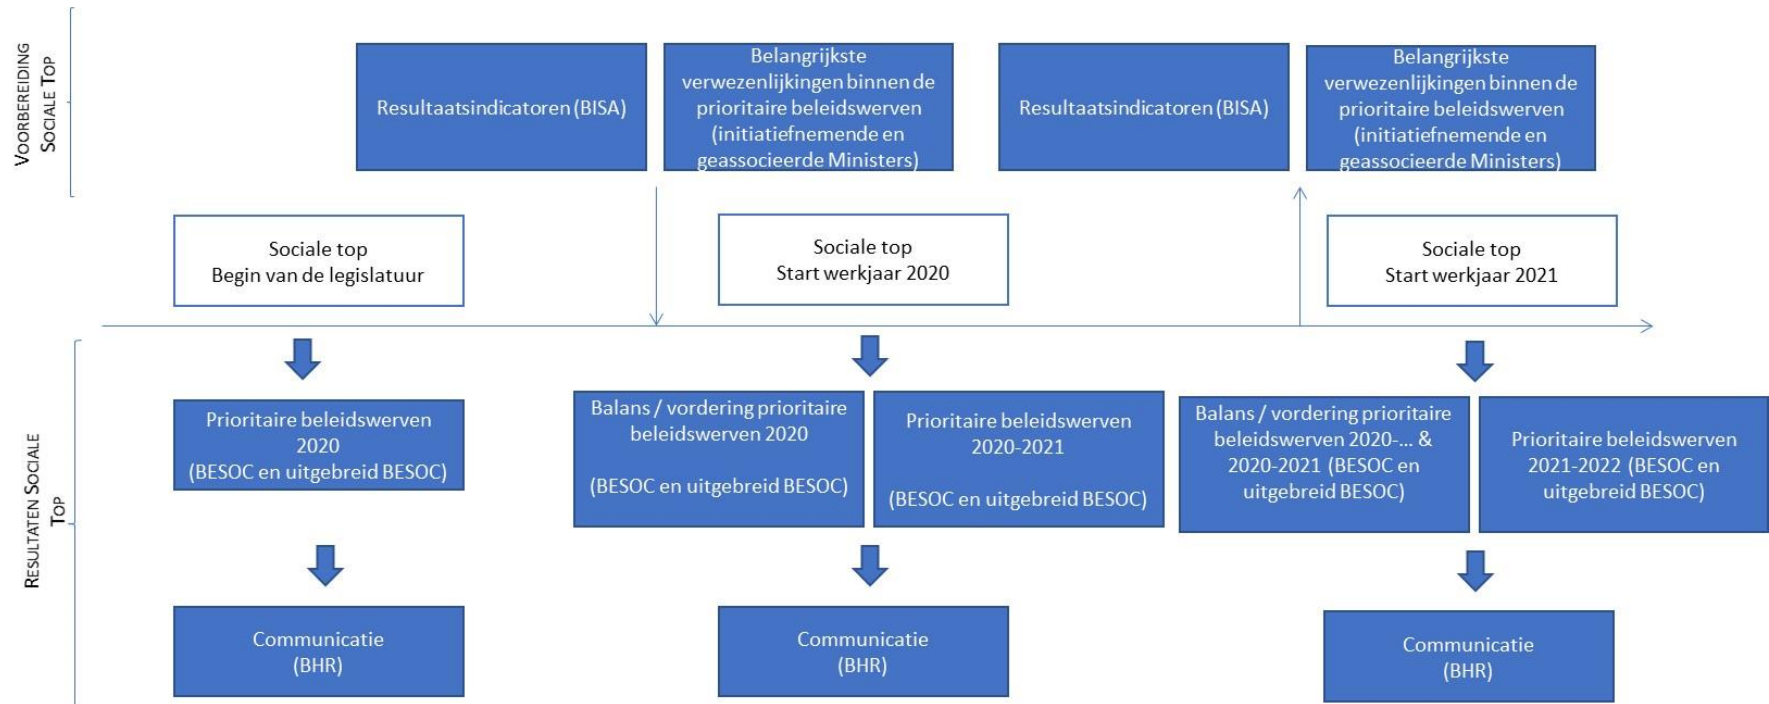 VOORBEREIDING
SOCIALE TOP
Resultaatsindicatoren (BISA)
Belangrijkste
verwezenlijkingen binnen de
prioritaire beleidswerven
(initiatiefnemende en
geassocieerde Ministers)
Resultaatsindicatoren (BISA)
Belangrijkste
verwezenlijkingen binnen de
prioritaire beleidswerven
(initiatiefnemende en
geassocieerde Ministers)
Sociale top
Begin van de legislatuur
Sociale top
Start werkjaar 2020
Sociale top
Start werkjaar 2021
RESULTATEN SOCIALE
TOP
Prioritaire beleidswerven
2020
(BESOC en uitgebreid BESOC)
Balans / vordering prioritaire
beleidswerven 2020
(BESOC en uitgebreid BESOC)
Prioritaire beleidswerven
2020-2021
(BESOC en uitgebreid BESOC)
Balans / vordering prioritaire
beleidswerven 2020-... &
2020-2021 (BESOC en
uitgebreid BESOC)
Prioritaire beleidswerven
2021-2022 (BESOC en
uitgebreid BESOC)
Communicatie
(BHR)
Communicatie
(BHR)
Communicatie
(BHR)